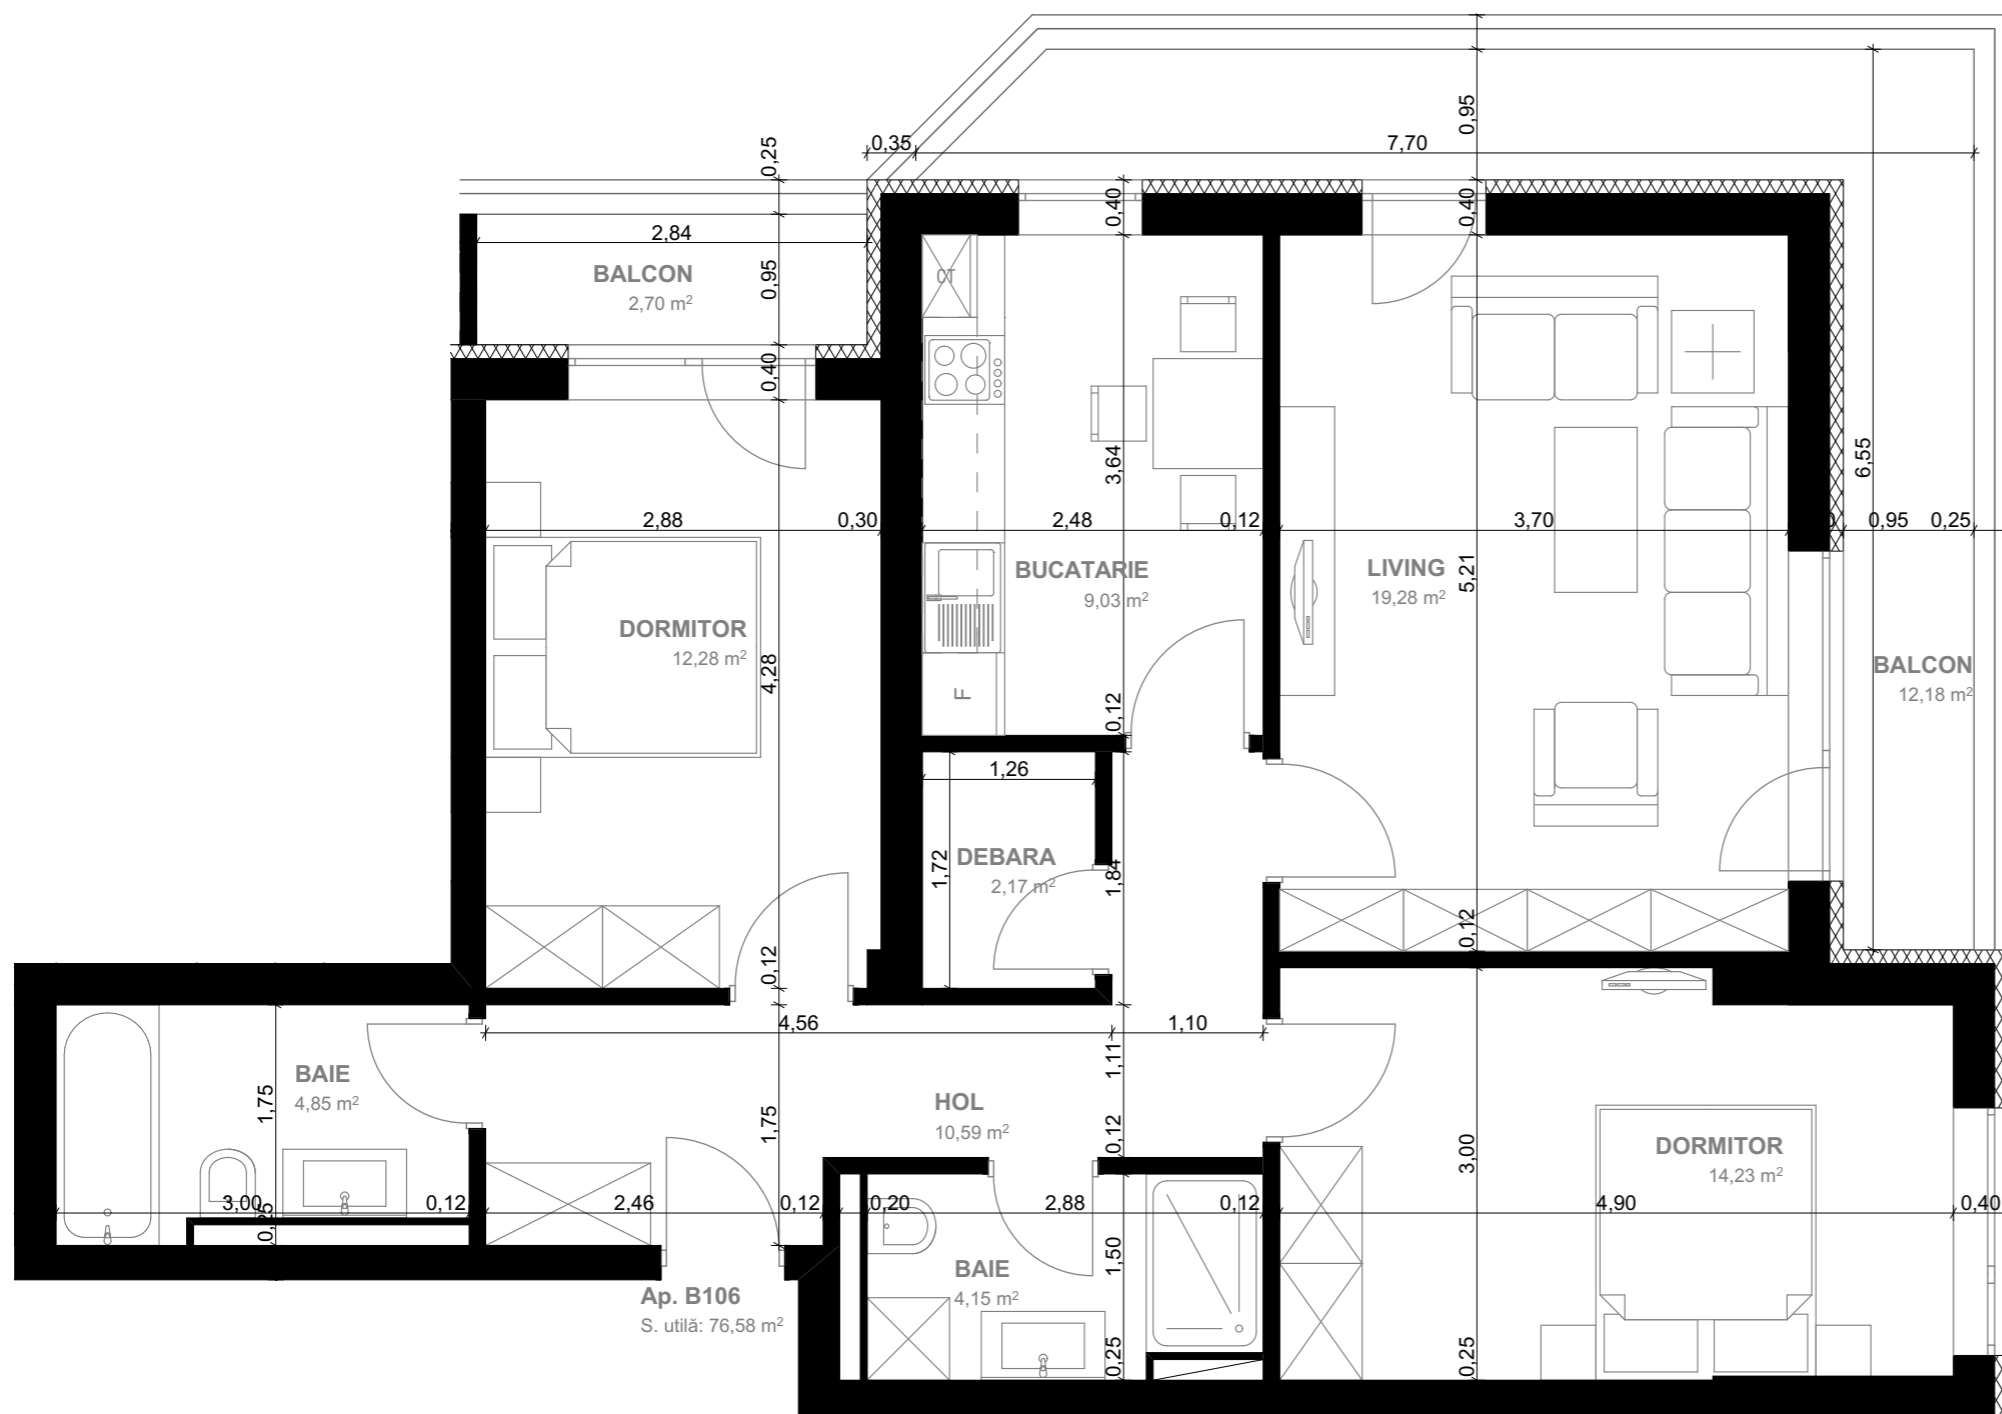 0,95
0,25
0,35
7,70
0,40
0,40
2,84
BALCON
2,70 m²
0,95
CT
0,40
3,64
6,55
2,88
0,30
2,48
0,12
3,70
0,95
0,25
BUCATARIE
9,03 m²
LIVING
19,28 m²
5,21
DORMITOR
12,28 m²
4,28
BALCON
12,18 m²
F
0,12
1,26
DEBARA
2,17 m²
1,72
1,84
0,12
0,12
4,56
1,10
BAIE
4,85 m²
1,75
1,75
HOL
10,59 m²
1,11
0,12
DORMITOR
14,23 m²
3,00
3,00
0,25
0,12
2,46
0,12
0,20
2,88
0,12
4,90
0,40
BAIE
4,15 m²
1,50
Ap. B106
S. utilă: 76,58 m²
0,25
0,25